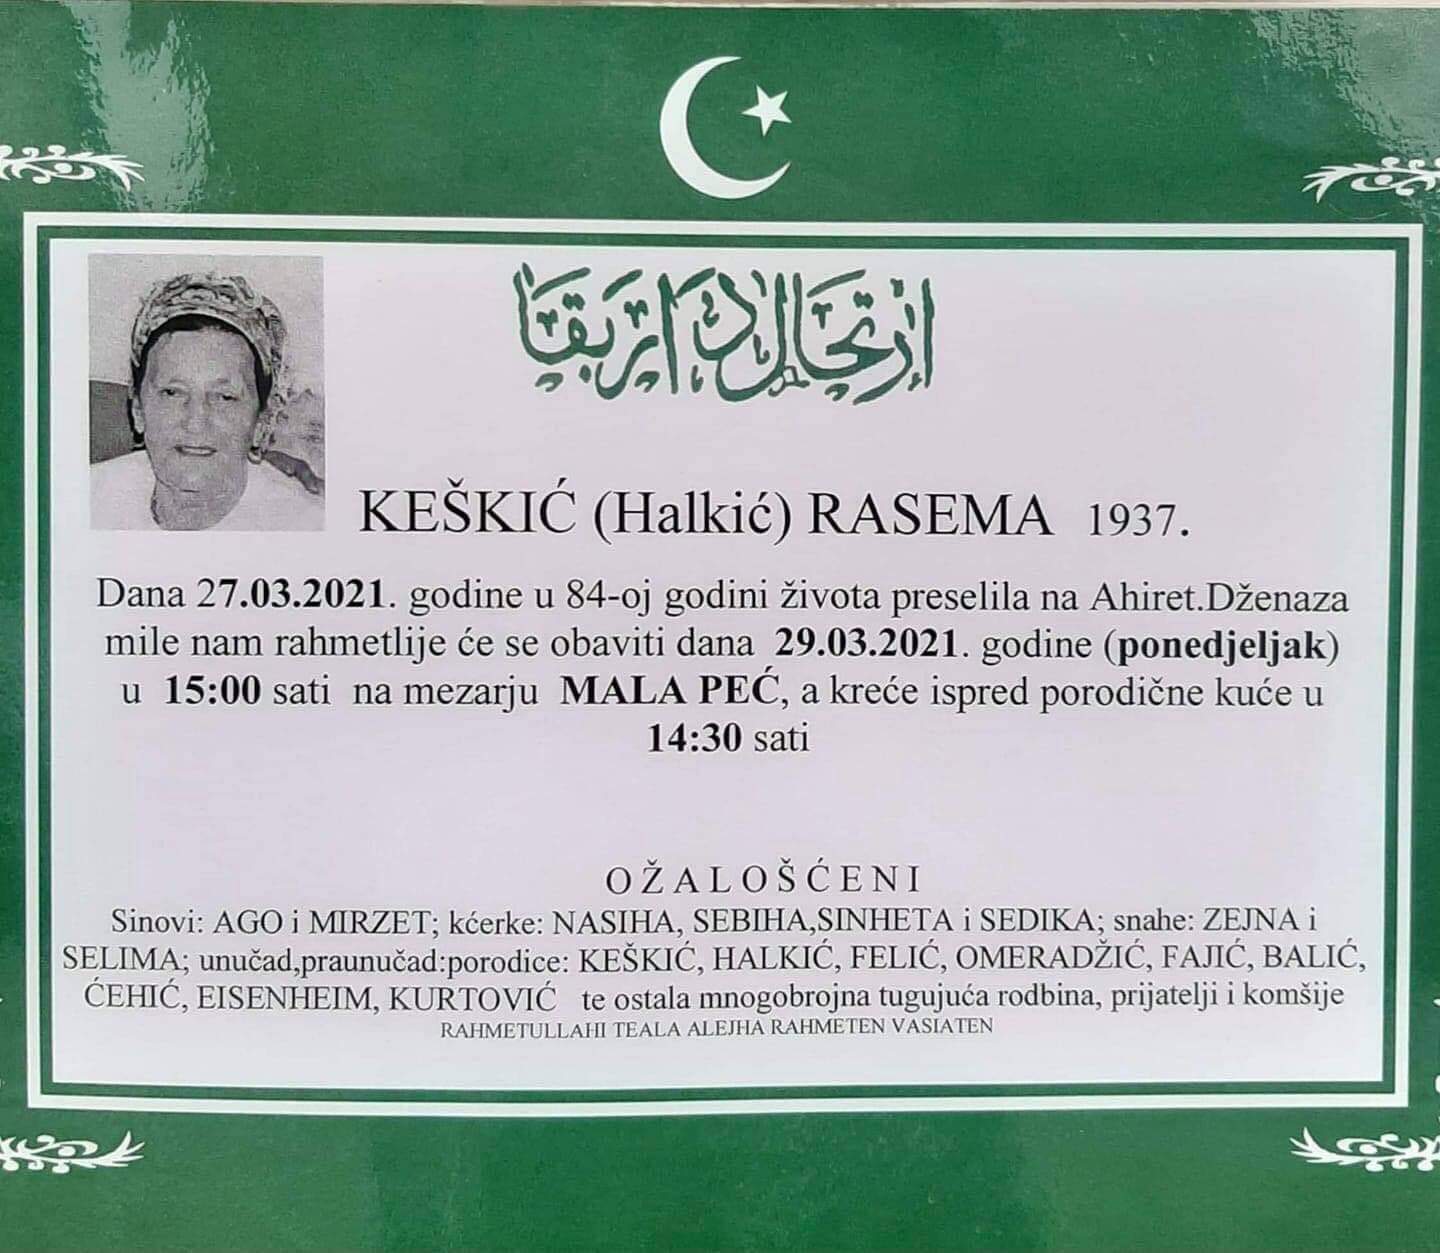 ارتحال دار بقا
KEŠKIĆ (Halkić) RASEMA 1937.
Dana 27.03.2021. godine u 84-oj godini života preselila na Ahiret.Dženaza
mile nam rahmetlije će se obaviti dana 29.03.2021. godine (ponedjeljak)
u 15:00 sati na mezarju MALA PEĆ, a kreće ispred porodične kuće u
14:30 sati
OŽALOŠĆENI
Sinovi: AGO i MIRZET; kćerke: NASIHA, SEBIHA,SINHETA i SEDIKA; snahe: ZEJNA i
SELIMA; unučad,praunučad:porodice: KEŠKIĆ, HALKIĆ, FELIĆ, OMERADŽIĆ, FAJIĆ, BALIĆ,
ĆEHIĆ, EISENHEIM, KURTOVIĆ te ostala mnogobrojna tugujuća rodbina, prijatelji i komšije
RAHMETULLAHI TEALA ALEJHA RAHMETEN VASIATEN